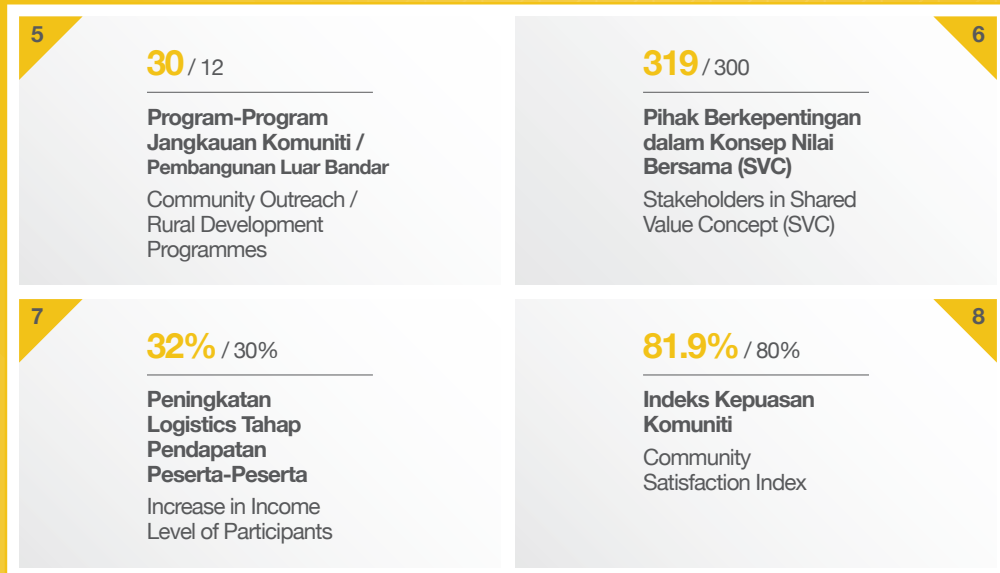 5
30 / 12
Program-Program
Jangkauan Komuniti /
Pembangunan Luar Bandar
Community Outreach /
Rural Development
Programmes
6
319 / 300
Pihak Berkepentingan
dalam Konsep Nilai
Bersama (SVC)
Stakeholders in Shared
Value Concept (SVC)
7
32% / 30%
Peningkatan
Logistics Tahap
Pendapatan
Peserta-Peserta
Increase in Income
Level of Participants
8
81.9% / 80%
Indeks Kepuasan
Komuniti
Community
Satisfaction Index